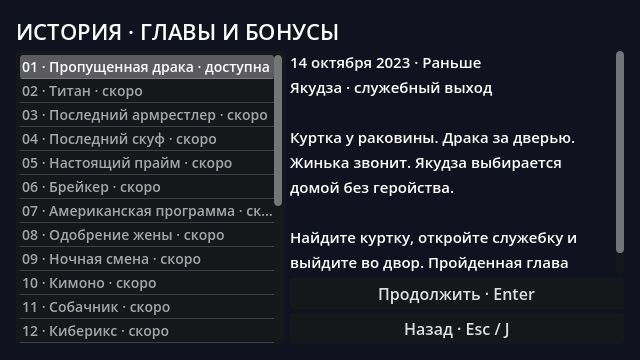 ИСТОРИЯ · ГЛАВЫ И БОНУСЫ
01 · Пропущенная драка · доступна
02 · Титан · скоро
03 · Последний армрестлер · скоро
04 · Последний скуф · скоро
05 · Настоящий прайм · скоро
06 · Брейкер · скоро
07 · Американская программа · ск...
08 · Одобрение жены · скоро
09 · Ночная смена · скоро
10 · Кимоно · скоро
11 · Собачник · скоро
12 · Киберикс · скоро
14 октября 2023 · Раньше
Якудза · служебный выход
Куртка у раковины. Драка за дверью.
Жинька звонит. Якудза выбирается
домой без геройства.
Найдите куртку, откройте служебку и
выйдите во двор. Пройденная глава
Продолжить · Enter
Назад · Esc / J